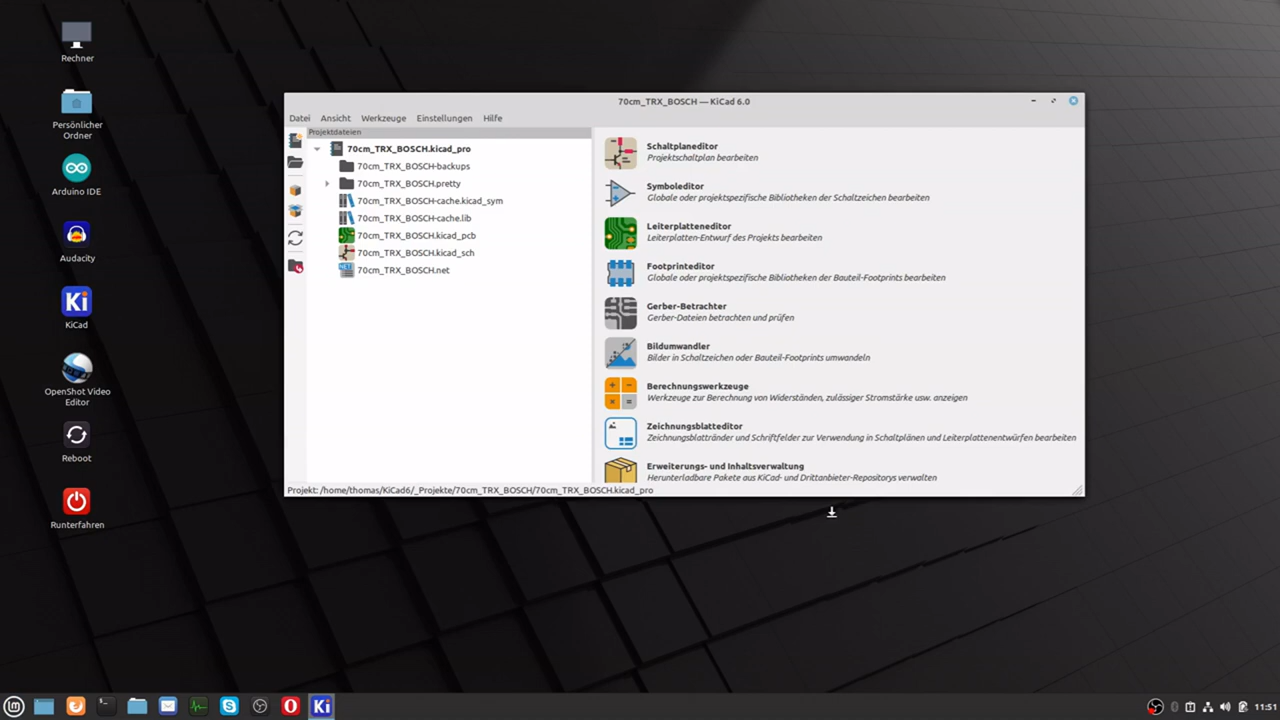 Rechner
Persönlicher
Ordner
Arduino IDE
Audacity
Ki
KiCad
OpenShot Video
Editor
Reboot
Runterfahren
70cm_TRX_BOSCH — KiCad 6.0
Datei Ansicht Werkzeuge Einstellungen Hilfe
Projektdateien
70cm_TRX_BOSCH.kicad_pro
70cm_TRX_BOSCH-backups
70cm_TRX_BOSCH.pretty
70cm_TRX_BOSCH-cache.kicad_sym
70cm_TRX_BOSCH-cache.lib
70cm_TRX_BOSCH.kicad_pcb
70cm_TRX_BOSCH.kicad_sch
NET
70cm_TRX_BOSCH.net
Schaltplaneditor
Projektschaltplan bearbeiten
Symboleditor
Globale oder projektspezifische Bibliotheken der Schaltzeichen bearbeiten
Leiterplatteneditor
Leiterplatten-Entwurf des Projekts bearbeiten
Footprinteditor
Globale oder projektspezifische Bibliotheken der Bauteil-Footprints bearbeiten
Gerber-Betrachter
Gerber-Dateien betrachten und prüfen
Bildumwandler
Bilder in Schaltzeichen oder Bauteil-Footprints umwandeln
Berechnungswerkzeuge
Werkzeuge zur Berechnung von Widerständen, zulässiger Stromstärke usw. anzeigen
Zeichnungsblatteditor
Zeichnungsblattränder und Schriftfelder zur Verwendung in Schaltplänen und Leiterplattenentwürfen bearbeiten
Erweiterungs- und Inhaltsverwaltung
Herunterladbare Pakete aus KiCad- und Drittanbieter-Repositorys verwalten
Projekt: /home/thomas/KiCad6/_Projekte/70cm_TRX_BOSCH/70cm_TRX_BOSCH.kicad_pro
Ki
11:51